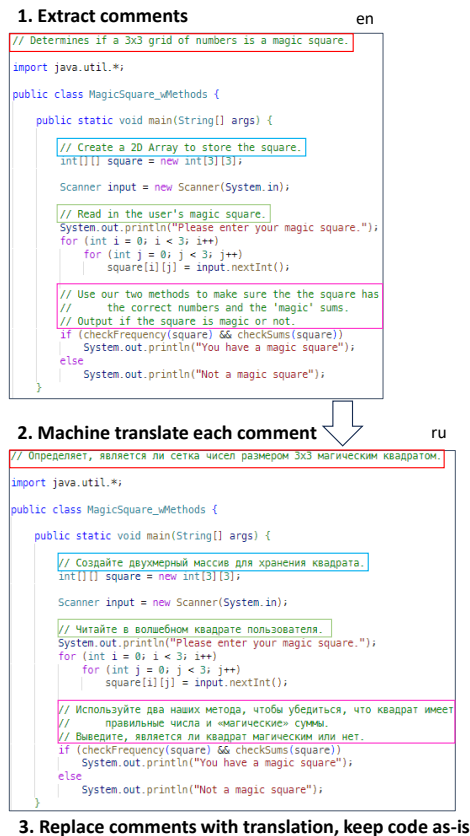 1. Extract comments
en
// Determines if a 3x3 grid of numbers is a magic square.
import java.util.*;
public class MagicSquare_wMethods {
public static void main(String[] args) {
// Create a 2D Array to store the square.
int[][] square = new int[3][3];
Scanner input = new Scanner(System.in);
// Read in the user's magic square.
System.out.println("Please enter your magic square.");
for (int i = 0; i < 3; i++)
for (int j = 0; j < 3; j++)
square[i][j] = input.nextInt();
// Use our two methods to make sure the the square has
// the correct numbers and the 'magic' sums.
// Output if the square is magic or not.
if (checkFrequency(square) && checkSums(square))
System.out.println("You have a magic square");
else
System.out.println("Not a magic square");
}
2. Machine translate each comment
ru
// Определяет, является ли сетка чисел размером 3x3 магическим квадратом.
import java.util.*;
public class MagicSquare_wMethods {
public static void main(String[] args) {
// Создайте двухмерный массив для хранения квадрата.
int[][] square = new int[3][3];
Scanner input = new Scanner(System.in);
// Читайте в волшебном квадрате пользователя.
System.out.println("Please enter your magic square.");
for (int i = 0; i < 3; i++)
for (int j = 0; j < 3; j++)
square[i][j] = input.nextInt();
// Используйте два наших метода, чтобы убедиться, что квадрат имеет
// правильные числа и «магические» суммы.
// Выведите, является ли квадрат магическим или нет.
if (checkFrequency(square) && checkSums(square))
System.out.println("You have a magic square");
else
System.out.println("Not a magic square");
}
3. Replace comments with translation, keep code as-is